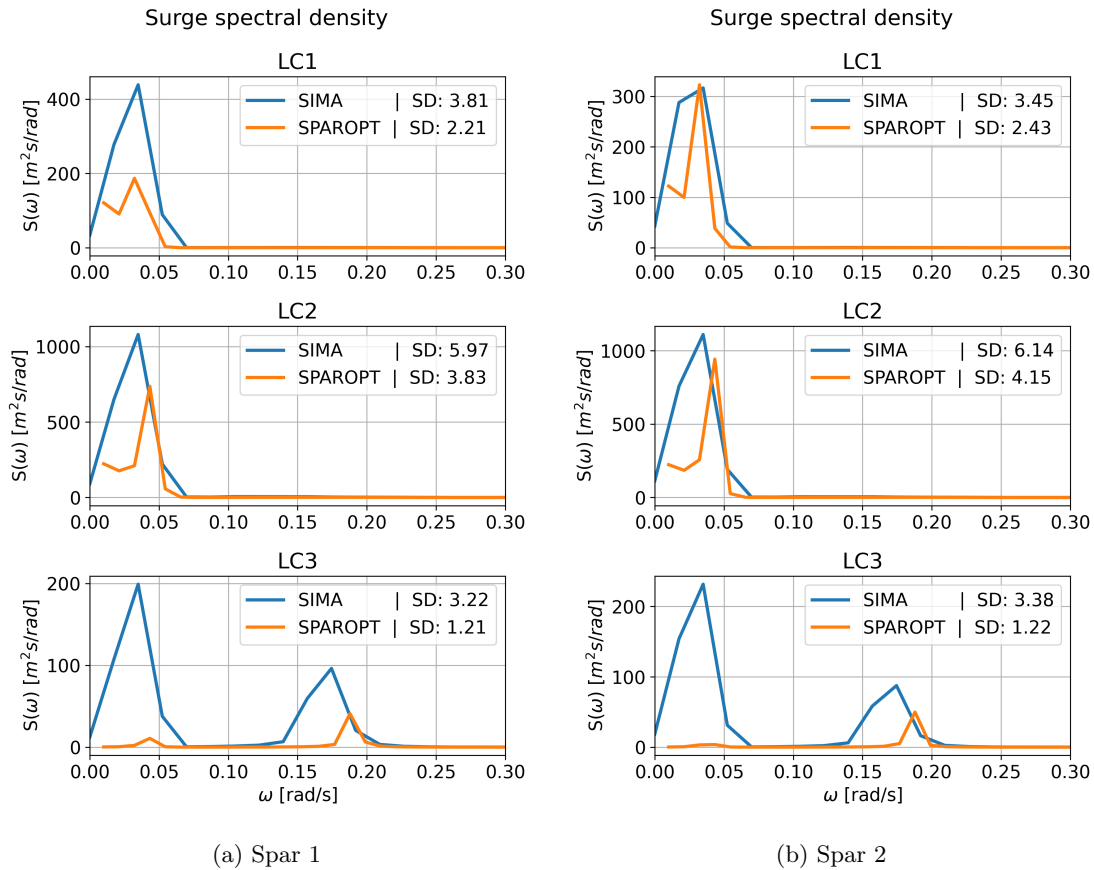 Surge spectral density
LC1
S(ω) [m²s/rad]
400
200
0
SIMA | SD: 3.81
SPAROPT | SD: 2.21
0.00 0.05 0.10 0.15 0.20 0.25 0.30
LC2
S(ω) [m²s/rad]
1000
500
0
SIMA | SD: 5.97
SPAROPT | SD: 3.83
0.00 0.05 0.10 0.15 0.20 0.25 0.30
LC3
S(ω) [m²s/rad]
200
100
0
SIMA | SD: 3.22
SPAROPT | SD: 1.21
0.00 0.05 0.10 0.15 0.20 0.25 0.30
ω [rad/s]
(a) Spar 1
Surge spectral density
LC1
S(ω) [m²s/rad]
300
200
100
0
SIMA | SD: 3.45
SPAROPT | SD: 2.43
0.00 0.05 0.10 0.15 0.20 0.25 0.30
LC2
S(ω) [m²s/rad]
1000
500
0
SIMA | SD: 6.14
SPAROPT | SD: 4.15
0.00 0.05 0.10 0.15 0.20 0.25 0.30
LC3
S(ω) [m²s/rad]
200
100
0
SIMA | SD: 3.38
SPAROPT | SD: 1.22
0.00 0.05 0.10 0.15 0.20 0.25 0.30
ω [rad/s]
(b) Spar 2